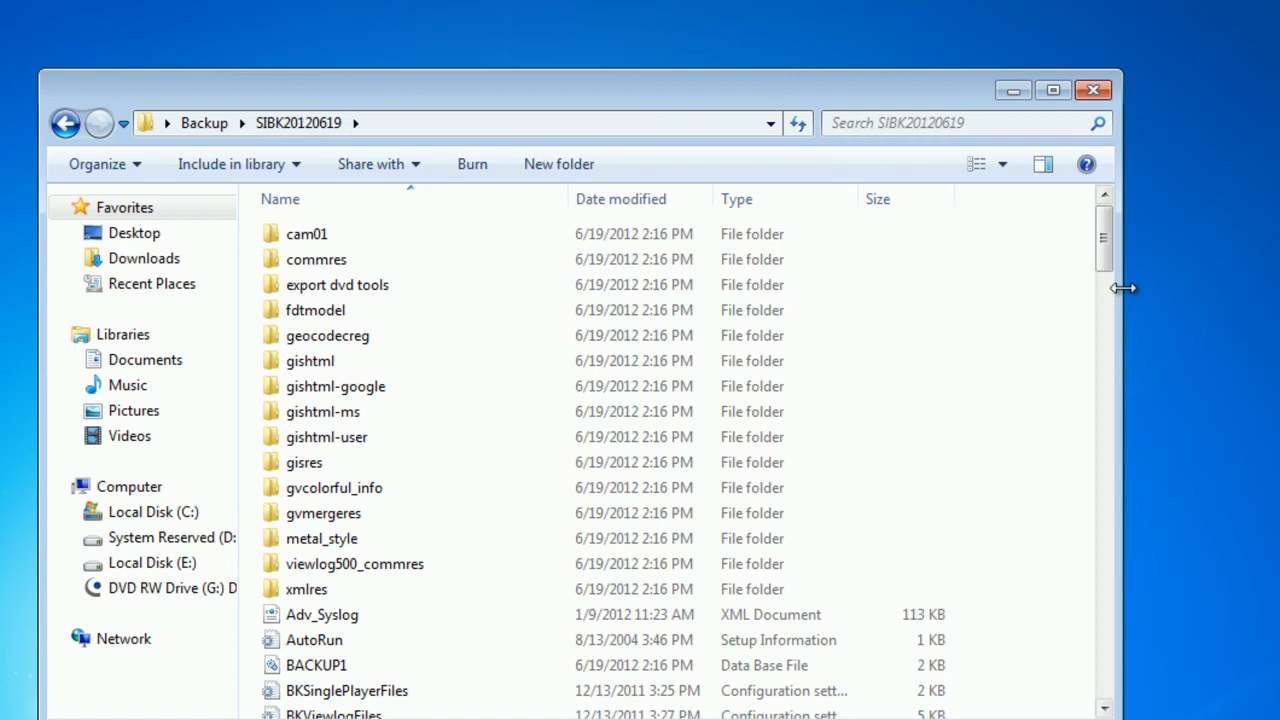 Backup SIBK20120619 Search SIBK20120619
Organize Include in library Share with Burn New folder
Name Date modified Type Size
Favorites
Desktop
Downloads
Recent Places
Libraries
Documents
Music
Pictures
Videos
Computer
Local Disk (C:)
System Reserved (D:
Local Disk (E:)
DVD RW Drive (G:) D
Network
cam01 6/19/2012 2:16 PM File folder
commres 6/19/2012 2:16 PM File folder
export dvd tools 6/19/2012 2:16 PM File folder
fdtmodel 6/19/2012 2:16 PM File folder
geocodecreg 6/19/2012 2:16 PM File folder
gishtml 6/19/2012 2:16 PM File folder
gishtml-google 6/19/2012 2:16 PM File folder
gishtml-ms 6/19/2012 2:16 PM File folder
gishtml-user 6/19/2012 2:16 PM File folder
gisres 6/19/2012 2:16 PM File folder
gvcolorful_info 6/19/2012 2:16 PM File folder
gvmergeres 6/19/2012 2:16 PM File folder
metal_style 6/19/2012 2:16 PM File folder
viewlog500_commres 6/19/2012 2:16 PM File folder
xmlres 6/19/2012 2:16 PM File folder
Adv_Syslog 1/9/2012 11:23 AM XML Document 113 KB
AutoRun 8/13/2004 3:46 PM Setup Information 1 KB
BACKUP1 6/19/2012 2:16 PM Data Base File 2 KB
BKSinglePlayerFiles 12/13/2011 3:25 PM Configuration sett... 2 KB
BKViewlogFiles 12/13/2011 3:27 PM Configuration sett... 5 KB